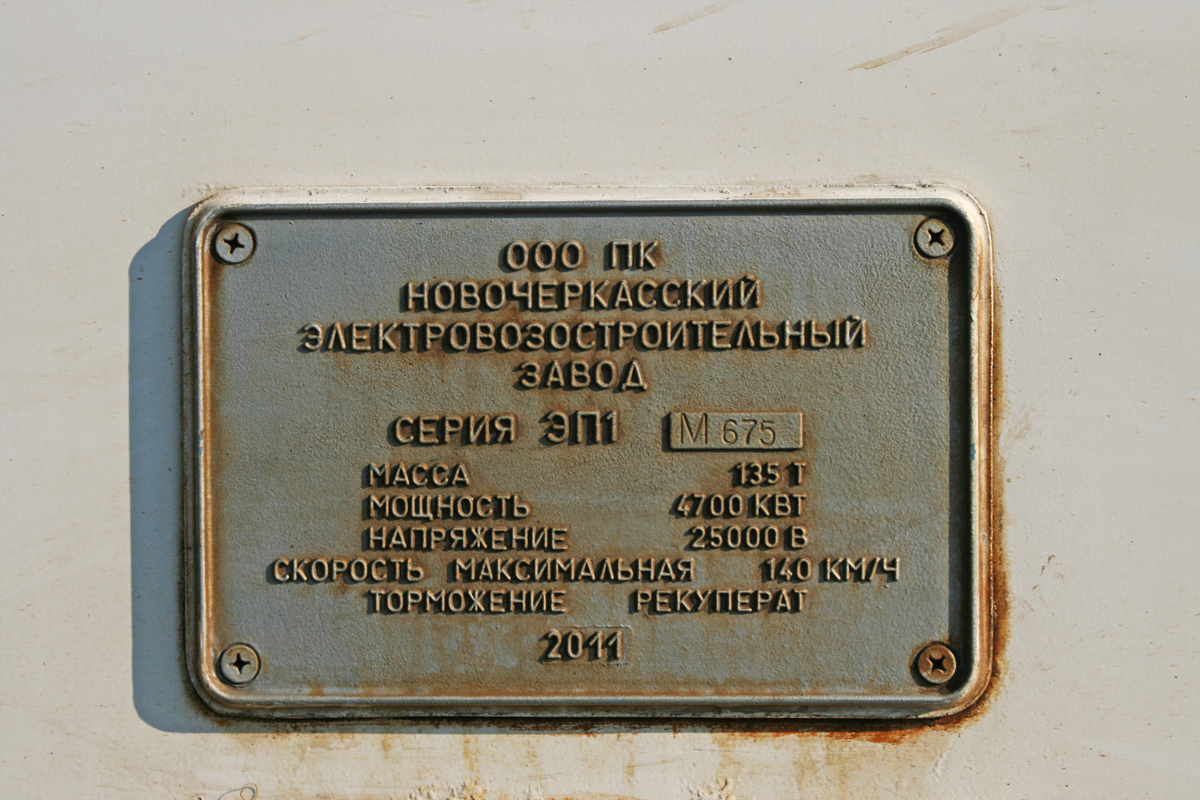 ООО ПК
НОВОЧЕРКАССКИЙ
ЭЛЕКТРОВОЗОСТРОИТЕЛЬНЫЙ
ЗАВОД
СЕРИЯ ЭП1 М 675
МАССА 135 Т
МОЩНОСТЬ 4700 КВТ
НАПРЯЖЕНИЕ 25000 В
СКОРОСТЬ МАКСИМАЛЬНАЯ 140 КМ/Ч
ТОРМОЖЕНИЕ РЕКУПЕРАТ
2011